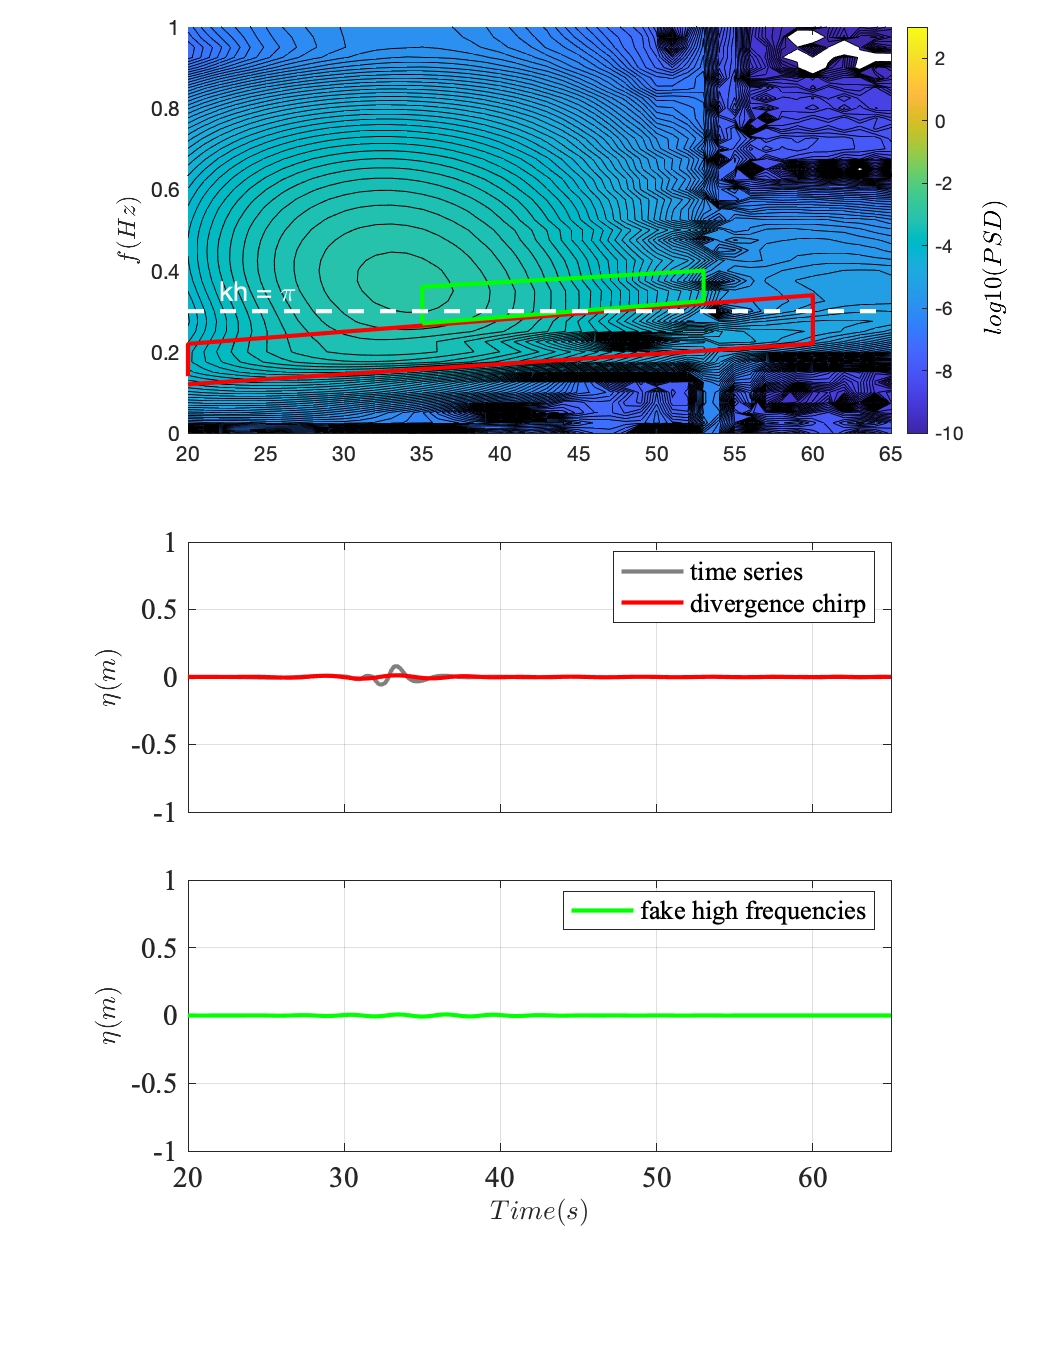 1
0.8
0.6
0.4
0.2
0
f(Hz)
kh = π
20 25 30 35 40 45 50 55 60 65
2
0
-2
-4
-6
-8
-10
log10(PSD)
1
0.5
0
-0.5
-1
η(m)
time series
divergence chirp
1
0.5
0
-0.5
-1
η(m)
fake high frequencies
20 30 40 50 60
Time(s)